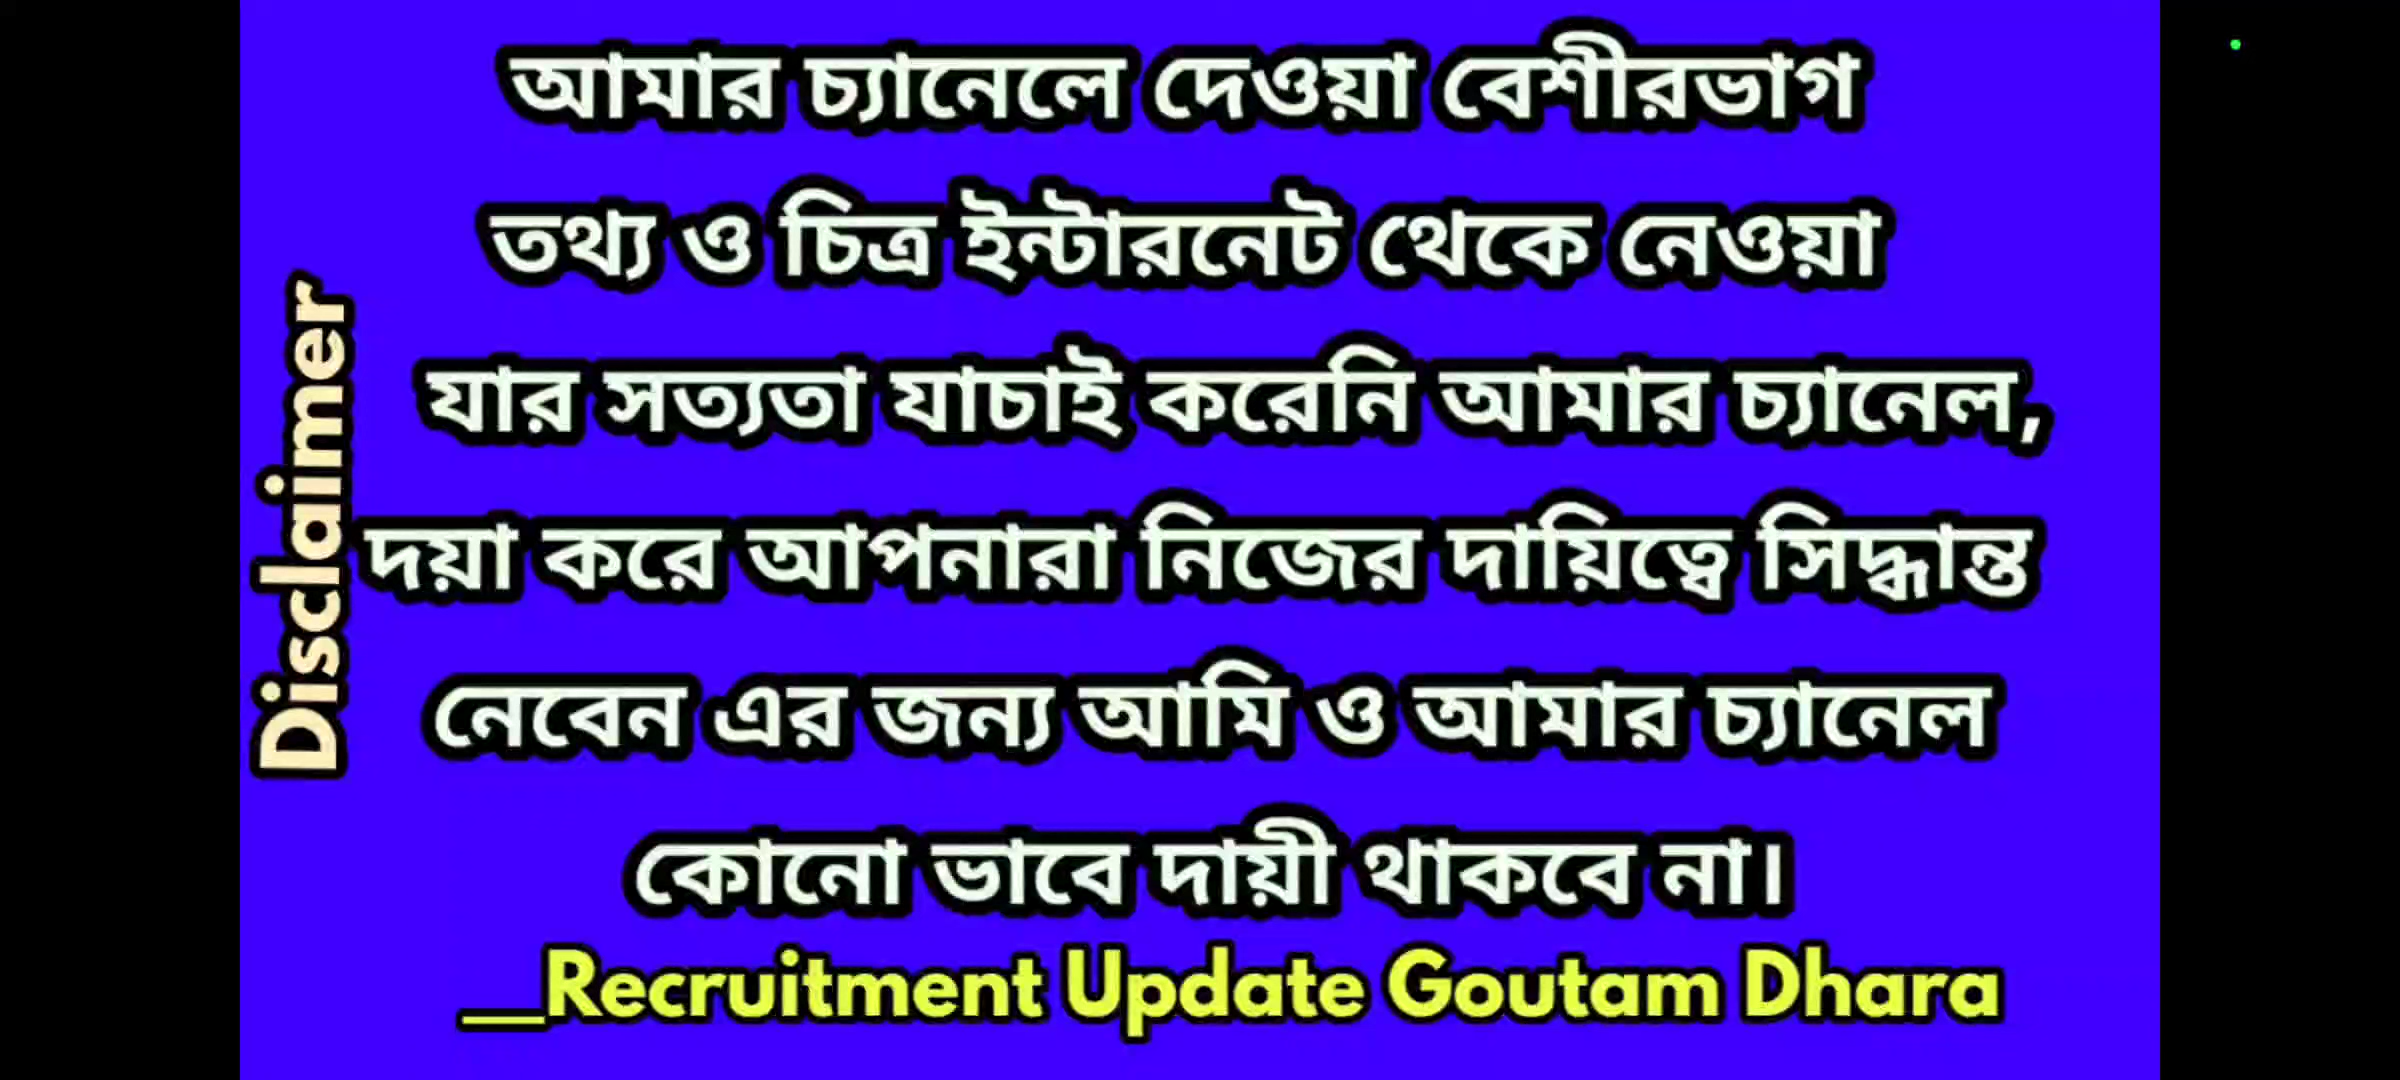 Disclaimer
আমার চ্যানেলে দেওয়া বেশীরভাগ
তথ্য ও চিত্র ইন্টারনেট থেকে নেওয়া
যার সত্যতা যাচাই করেনি আমার চ্যানেল,
দয়া করে আপনারা নিজের দায়িত্বে সিদ্ধান্ত
নেবেন এর জন্য আমি ও আমার চ্যানেল
কোনো ভাবে দায়ী থাকবে না।
__Recruitment Update Goutam Dhara